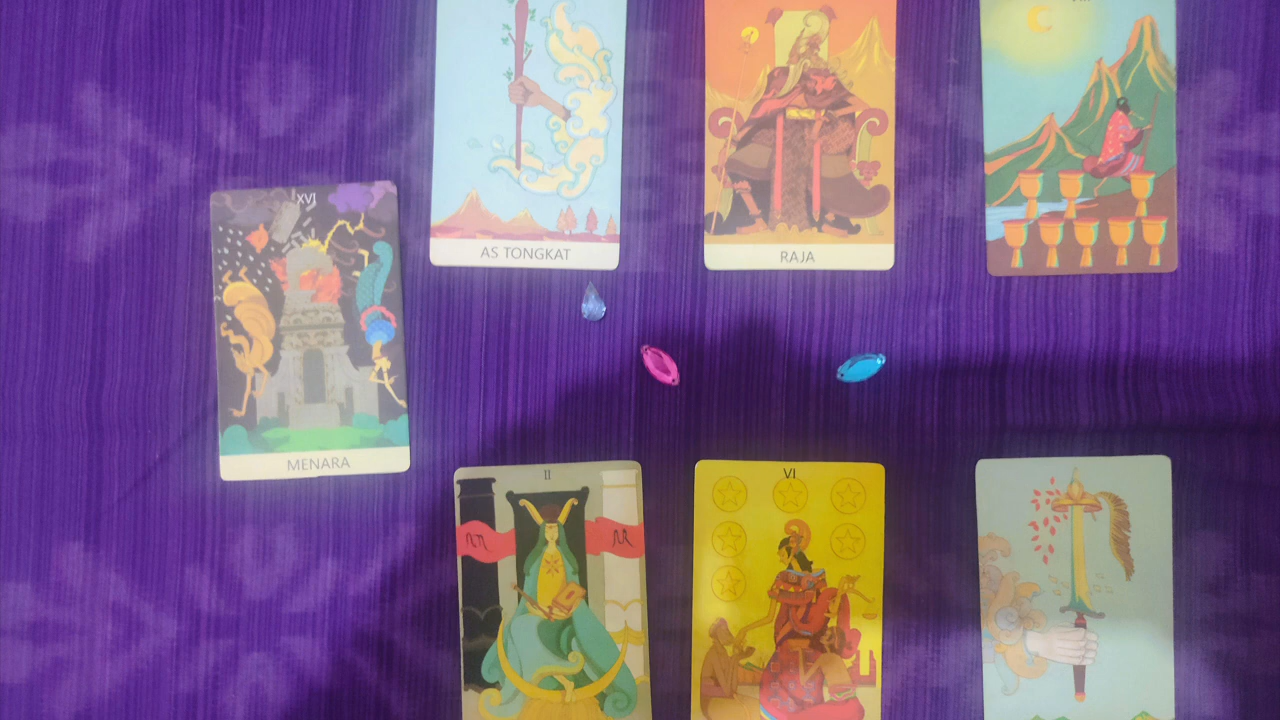 AS TONGKAT
RAJA
XVI
MENARA
II
VI